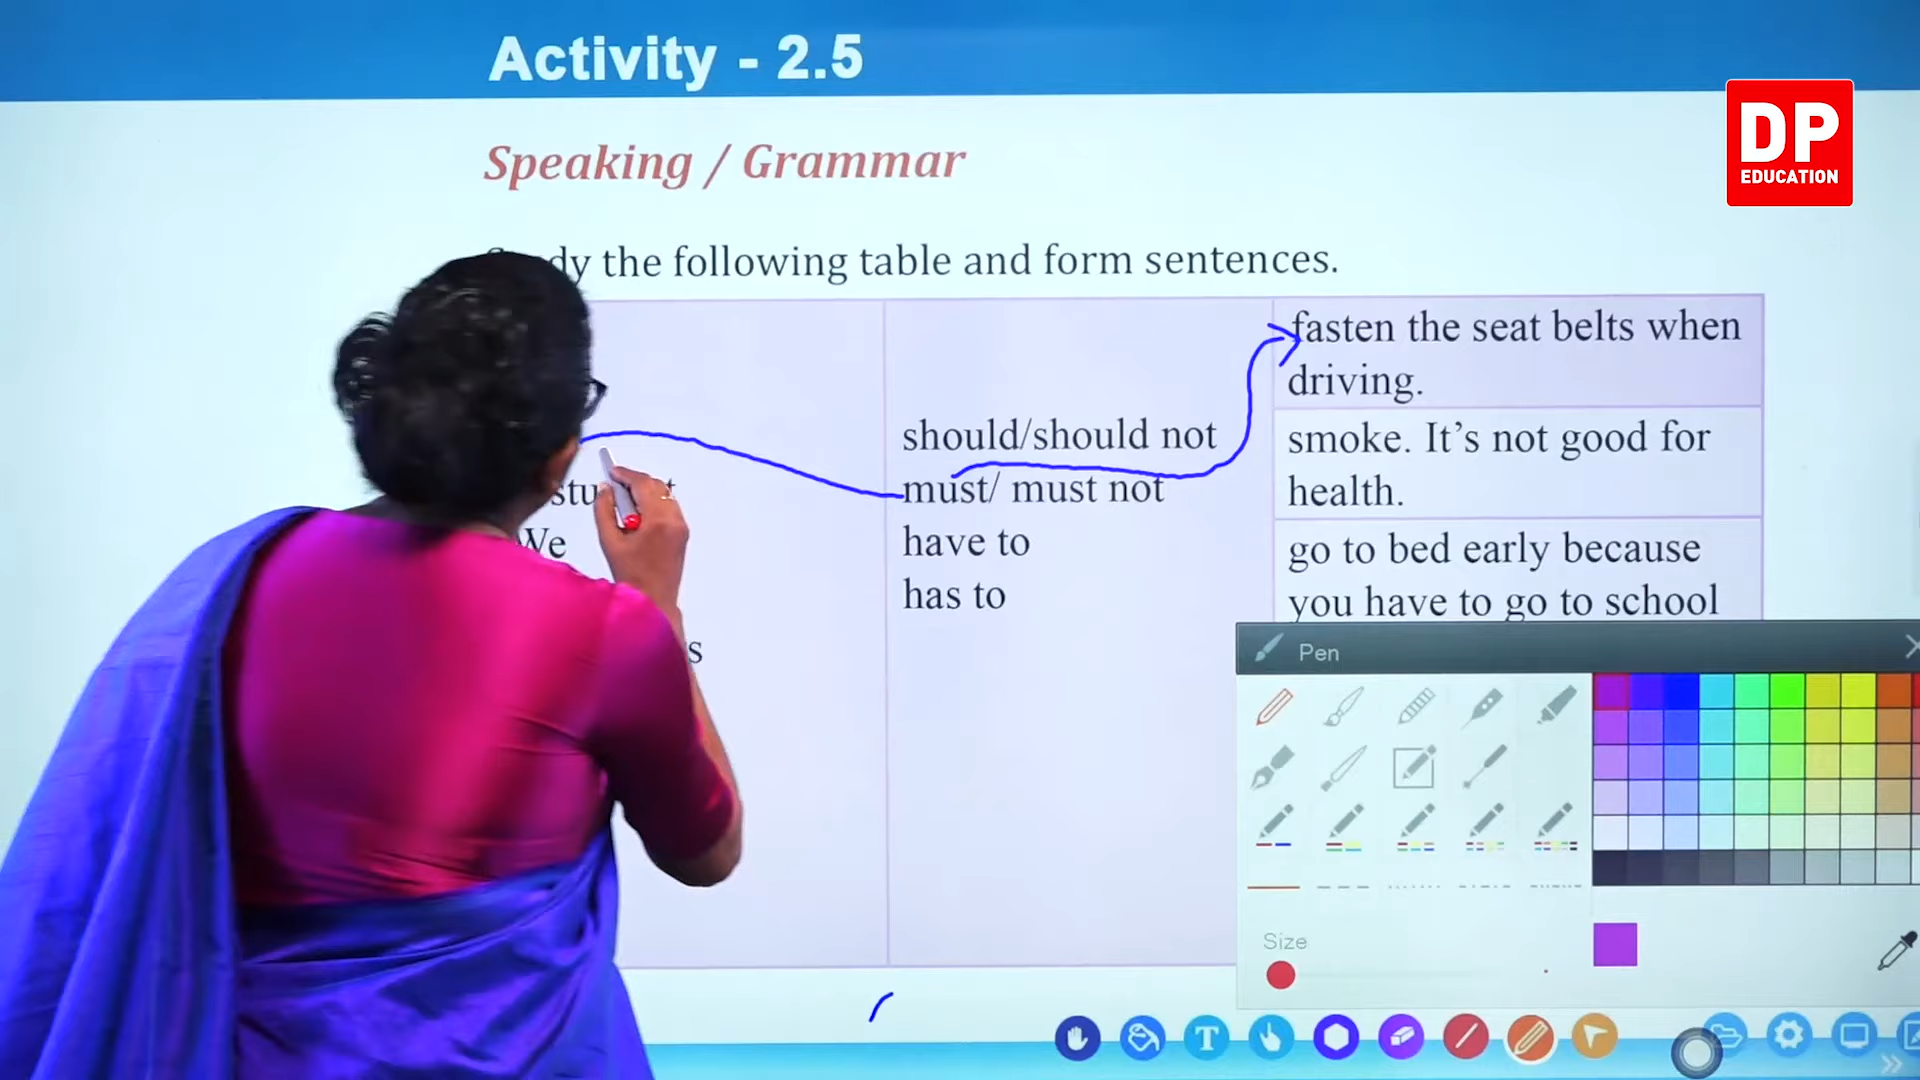 Activity - 2.5
DP
EDUCATION
Speaking / Grammar
the following table and form sentences.
We
should/should not
must/ must not
have to
has to
fasten the seat belts when
driving.
smoke. It’s not good for
health.
go to bed early because
you have to go to school
Pen
Size
T